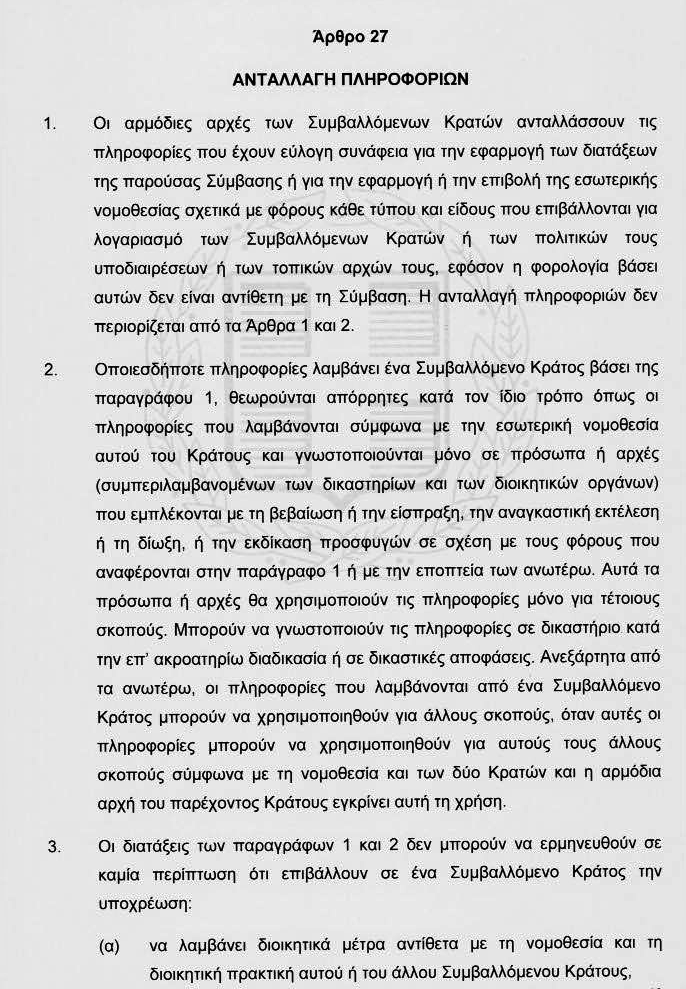 Άρθρο 27
ΑΝΤΑΛΛΑΓΗ ΠΛΗΡΟΦΟΡΙΩΝ
1. Οι αρμόδιες αρχές των Συμβαλλόμενων Κρατών ανταλλάσσουν τις
πληροφορίες που έχουν εύλογη συνάφεια για την εφαρμογή των διατάξεων
της παρούσας Σύμβασης ή για την εφαρμογή ή την επιβολή της εσωτερικής
νομοθεσίας σχετικά με φόρους κάθε τύπου και είδους που επιβάλλονται για
λογαριασμό των Συμβαλλόμενων Κρατών ή των πολιτικών τους
υποδιαιρέσεων ή των τοπικών αρχών τους, εφόσον η φορολογία βάσει
αυτών δεν είναι αντίθετη με τη Σύμβαση. Η ανταλλαγή πληροφοριών δεν
περιορίζεται από τα Άρθρα 1 και 2.
2. Οποιεσδήποτε πληροφορίες λαμβάνει ένα Συμβαλλόμενο Κράτος βάσει της
παραγράφου 1, θεωρούνται απόρρητες κατά τον ίδιο τρόπο όπως οι
πληροφορίες που λαμβάνονται σύμφωνα με την εσωτερική νομοθεσία
αυτού του Κράτους και γνωστοποιούνται μόνο σε πρόσωπα ή αρχές
(συμπεριλαμβανομένων των δικαστηρίων και των διοικητικών οργάνων)
που εμπλέκονται με τη βεβαίωση ή την είσπραξη, την αναγκαστική εκτέλεση
ή τη δίωξη, ή την εκδίκαση προσφυγών σε σχέση με τους φόρους που
αναφέρονται στην παράγραφο 1 ή με την εποπτεία των ανωτέρω. Αυτά τα
πρόσωπα ή αρχές θα χρησιμοποιούν τις πληροφορίες μόνο για τέτοιους
σκοπούς. Μπορούν να γνωστοποιούν τις πληροφορίες σε δικαστήριο κατά
την επ' ακροατηρίω διαδικασία ή σε δικαστικές αποφάσεις. Ανεξάρτητα από
τα ανωτέρω, οι πληροφορίες που λαμβάνονται από ένα Συμβαλλόμενο
Κράτος μπορούν να χρησιμοποιηθούν για άλλους σκοπούς, όταν αυτές οι
πληροφορίες μπορούν να χρησιμοποιηθούν για αυτούς τους άλλους
σκοπούς σύμφωνα με τη νομοθεσία και των δύο Κρατών και η αρμόδια
αρχή του παρέχοντος Κράτους εγκρίνει αυτή τη χρήση.
3. Οι διατάξεις των παραγράφων 1 και 2 δεν μπορούν να ερμηνευθούν σε
καμία περίπτωση ότι επιβάλλουν σε ένα Συμβαλλόμενο Κράτος την
υποχρέωση:
(α) να λαμβάνει διοικητικά μέτρα αντίθετα με τη νομοθεσία και τη
διοικητική πρακτική αυτού ή του άλλου Συμβαλλόμενου Κράτους,